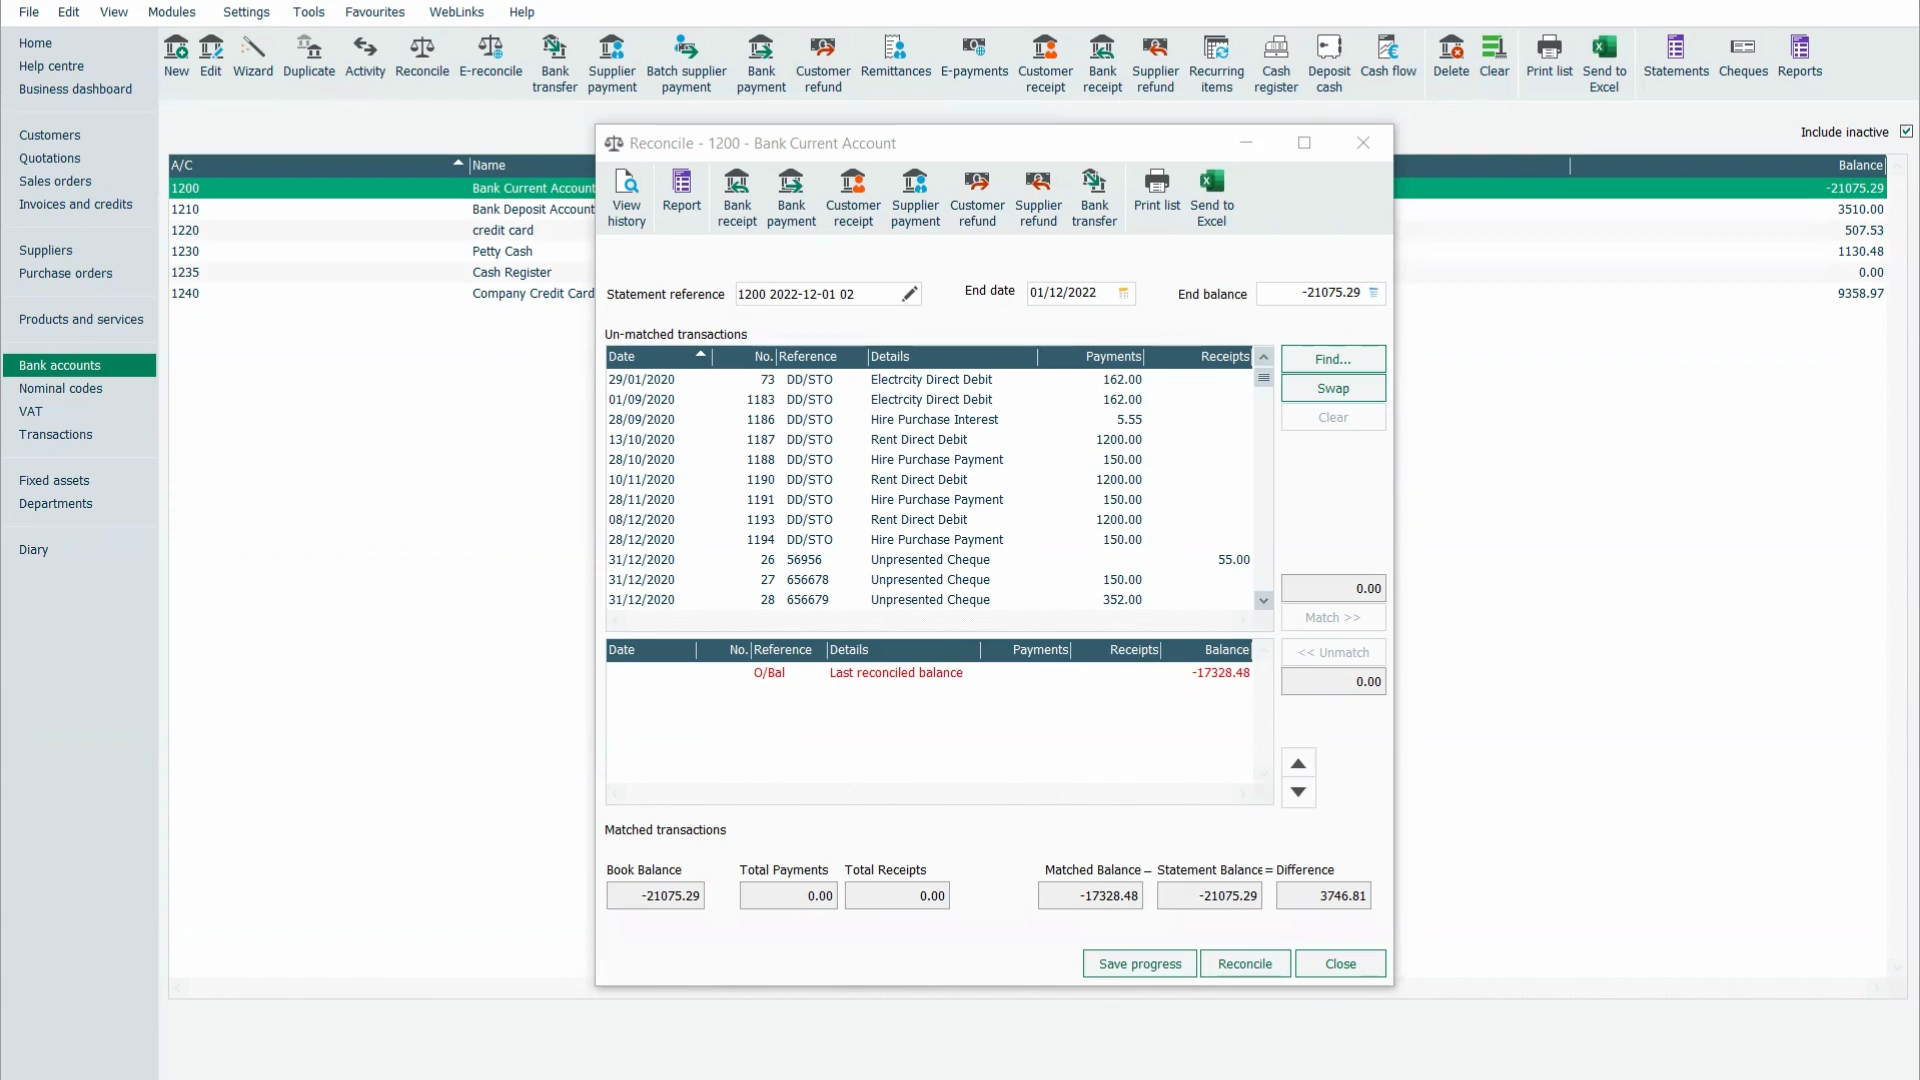 File Edit View Modules Settings Tools Favourites WebLinks Help
Home
Help centre
Business dashboard
Customers
Quotations
Sales orders
Invoices and credits
Suppliers
Purchase orders
Products and services
Bank accounts
Nominal codes
VAT
Transactions
Fixed assets
Departments
Diary
New Edit Wizard Duplicate Activity Reconcile E-reconcile Bank transfer Supplier payment Batch supplier payment Bank payment Customer refund Remittances E-payments Customer receipt Bank receipt Supplier refund Recurring items Cash register Deposit cash Cash flow Delete Clear Print list Send to Excel Statements Cheques Reports
Include inactive
A/C Name Balance
1200 Bank Current Account -21075.29
1210 Bank Deposit Account 3510.00
1220 credit card 507.53
1230 Petty Cash 1130.48
1235 Cash Register 0.00
1240 Company Credit Card 9358.97
Reconcile - 1200 - Bank Current Account
View history Report Bank receipt Bank payment Customer receipt Supplier payment Customer refund Supplier refund Bank transfer Print list Send to Excel
Statement reference 1200 2022-12-01 02 End date 01/12/2022 End balance -21075.29
Un-matched transactions
Date No. Reference Details Payments Receipts
29/01/2020 73 DD/STO Electrcity Direct Debit 162.00
01/09/2020 1183 DD/STO Electrcity Direct Debit 162.00
28/09/2020 1186 DD/STO Hire Purchase Interest 5.55
13/10/2020 1187 DD/STO Rent Direct Debit 1200.00
28/10/2020 1188 DD/STO Hire Purchase Payment 150.00
10/11/2020 1190 DD/STO Rent Direct Debit 1200.00
28/11/2020 1191 DD/STO Hire Purchase Payment 150.00
08/12/2020 1193 DD/STO Rent Direct Debit 1200.00
28/12/2020 1194 DD/STO Hire Purchase Payment 150.00
31/12/2020 26 56956 Unpresented Cheque 55.00
31/12/2020 27 656678 Unpresented Cheque 150.00
31/12/2020 28 656679 Unpresented Cheque 352.00
Find...
Swap
Clear
0.00
Match >>
<< Unmatch
0.00
Date No. Reference Details Payments Receipts Balance
O/Bal Last reconciled balance -17328.48
Matched transactions
Book Balance Total Payments Total Receipts Matched Balance – Statement Balance = Difference
-21075.29 0.00 0.00 -17328.48 -21075.29 3746.81
Save progress Reconcile Close